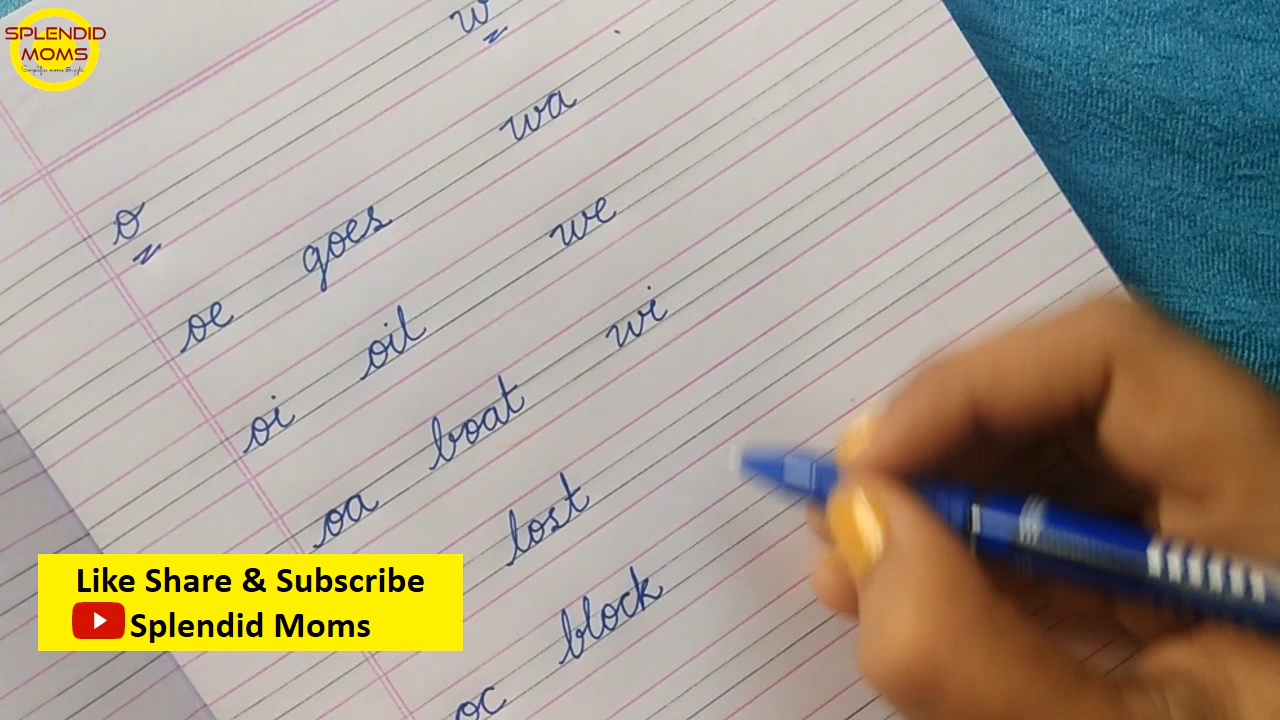 SPLENDID
MOMS
w
wa
o
goes
we
oe
oil
wi
oi
boat
oa
lost
block
oc
Like Share & Subscribe
Splendid Moms